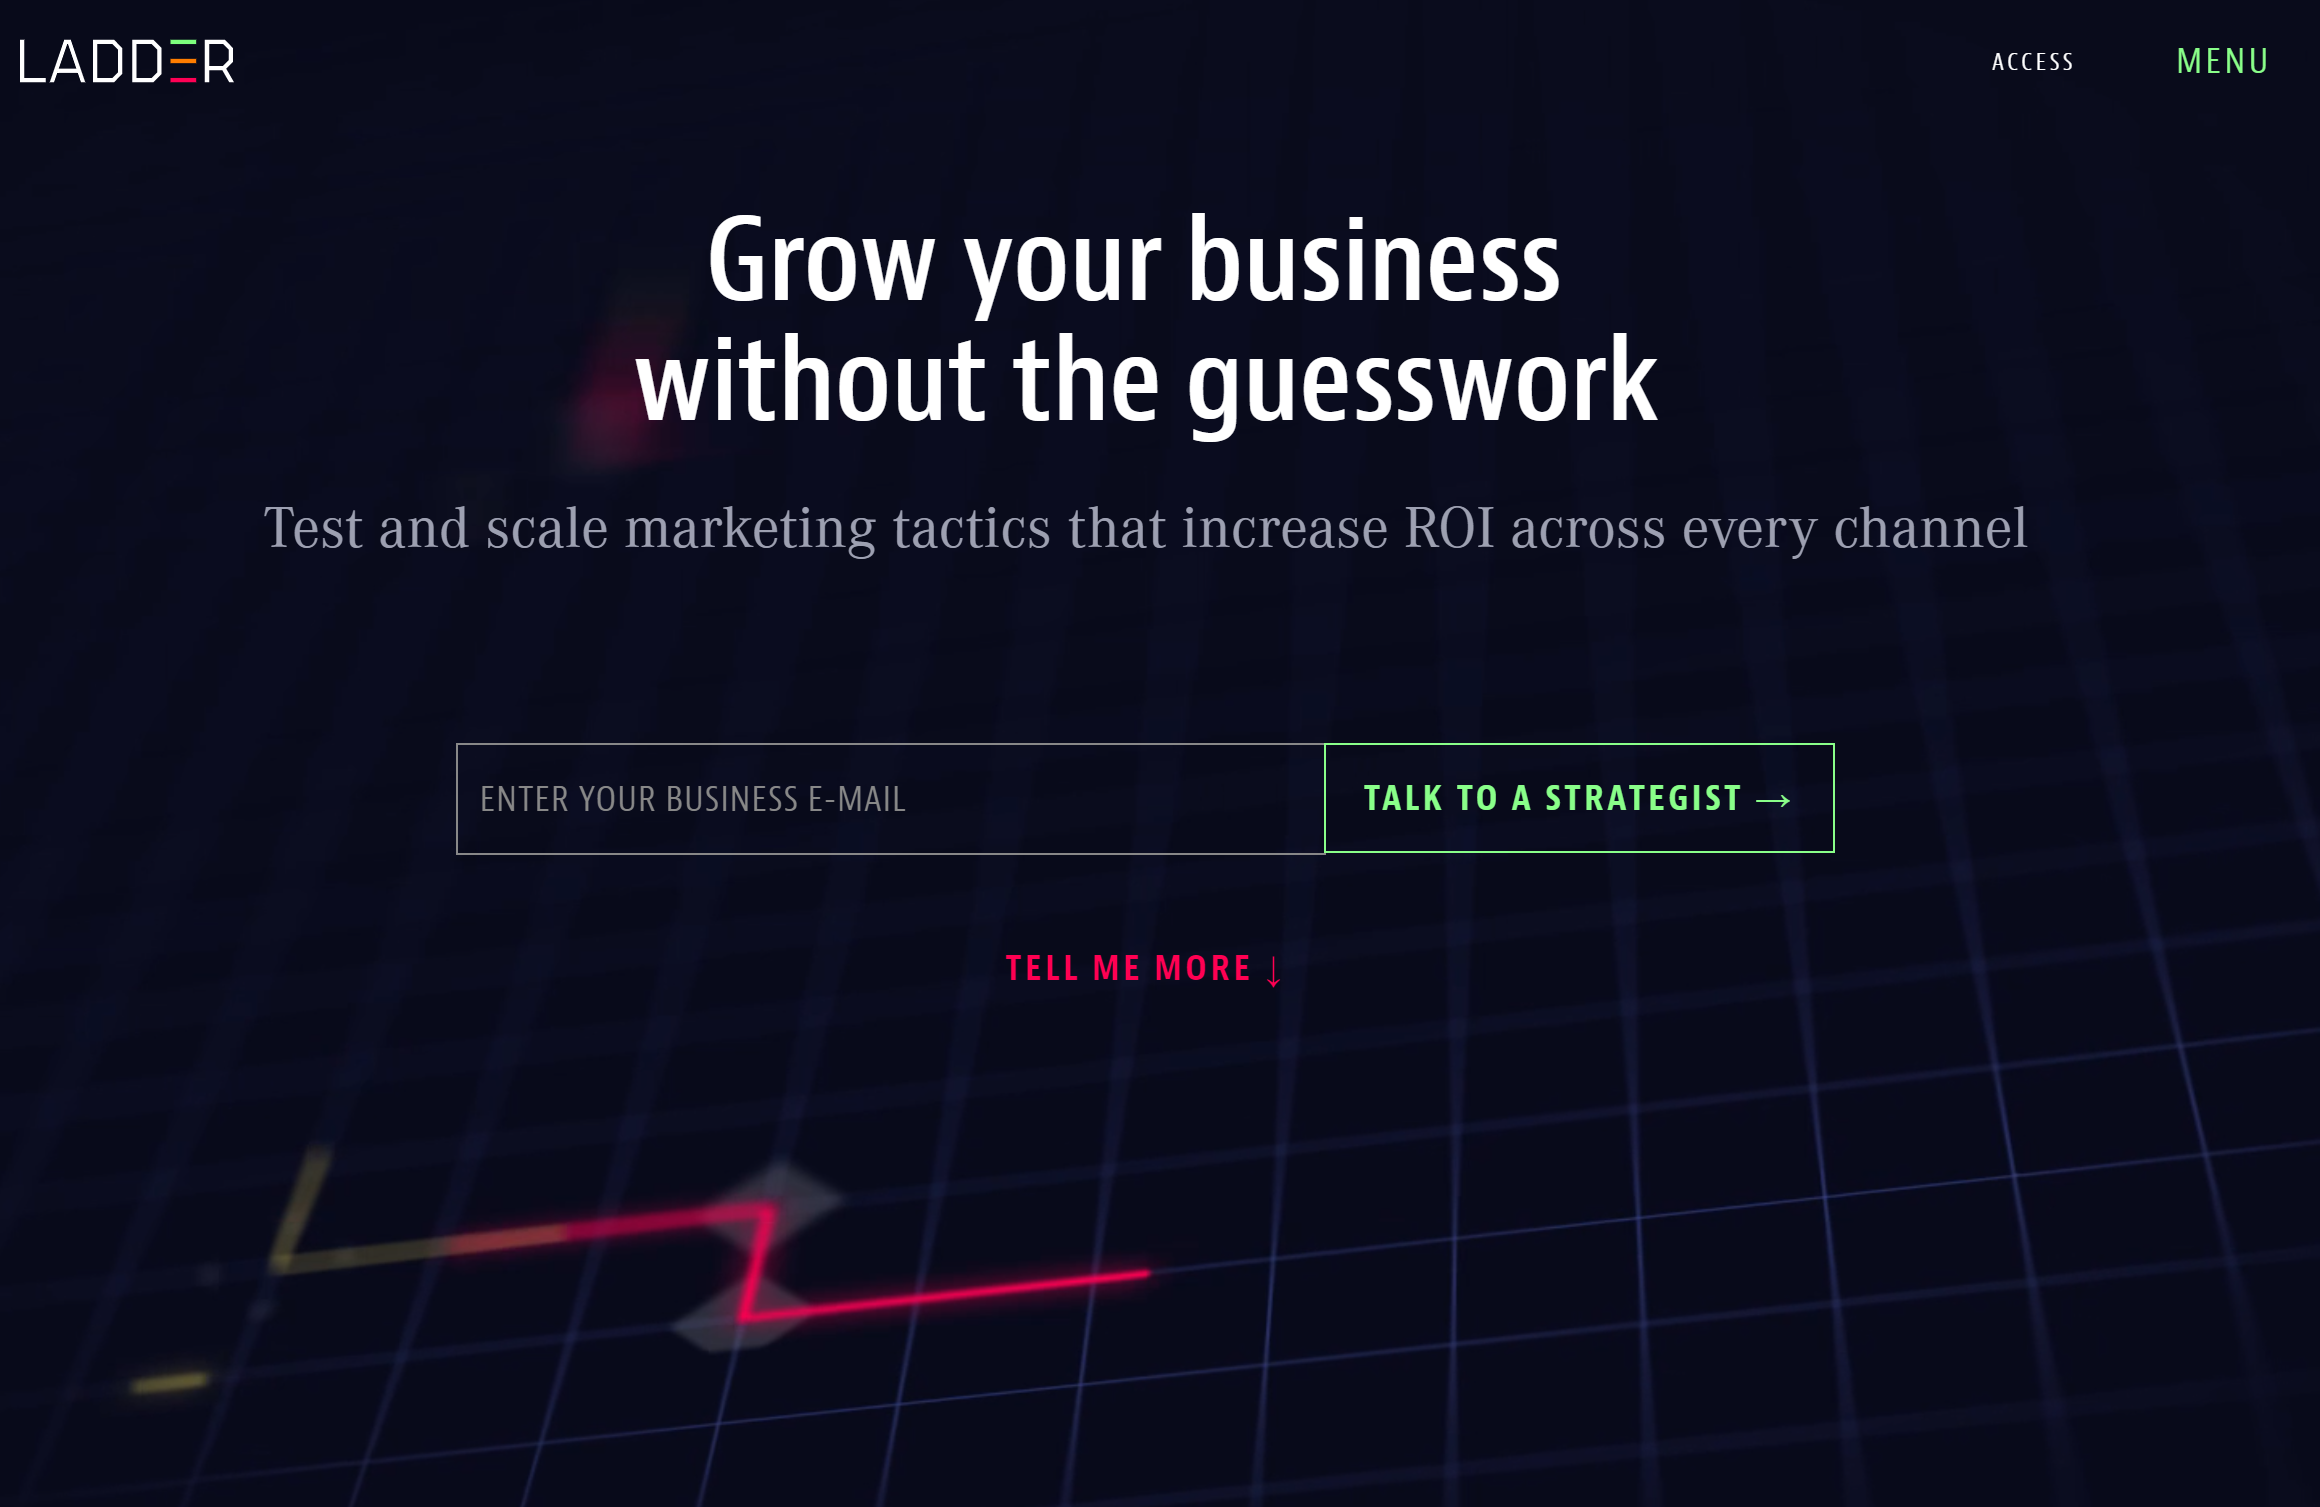 LADDER
ACCESS
MENU
Grow your business
without the guesswork
Test and scale marketing tactics that increase ROI across every channel
ENTER YOUR BUSINESS E-MAIL
TALK TO A STRATEGIST →
TELL ME MORE ↓